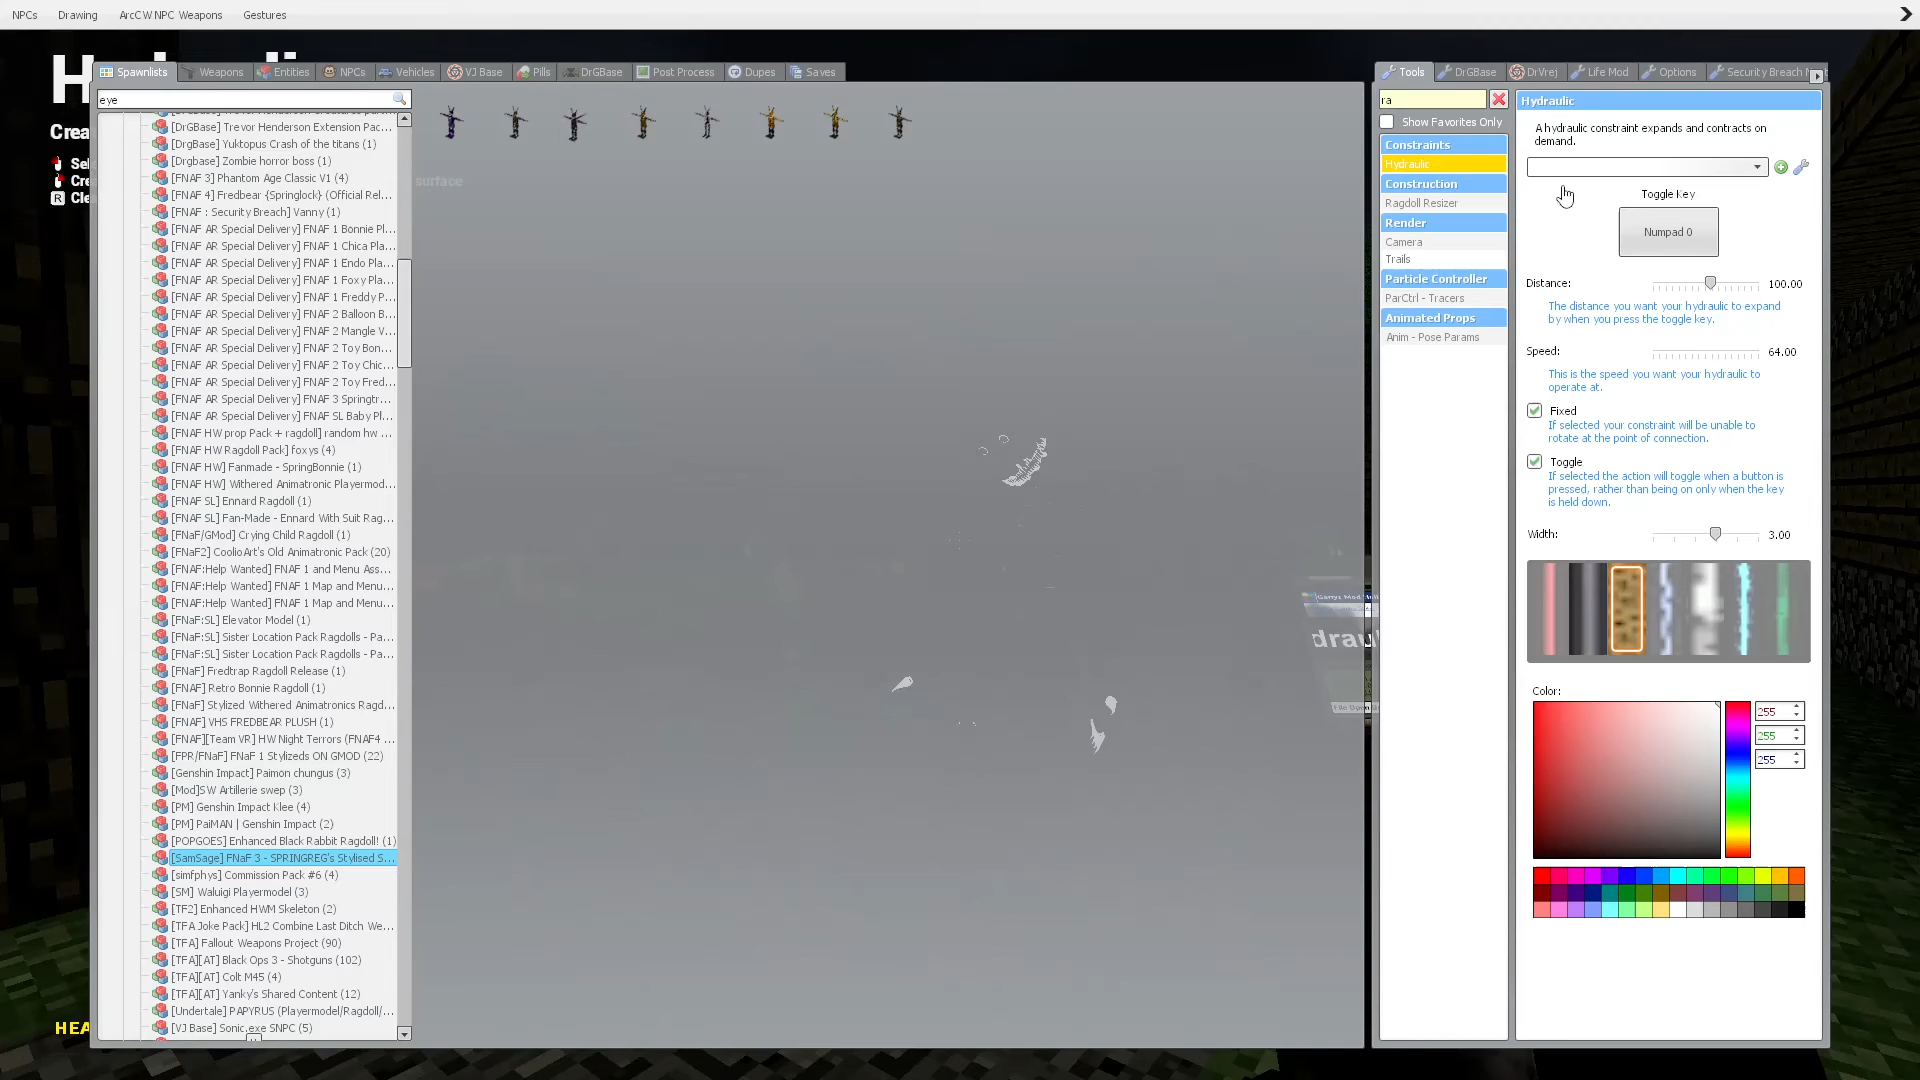 NPCs Drawing ArcCW NPC Weapons Gestures
Spawnlists Weapons Entities NPCs Vehicles VJ Base Pills DrGBase Post Process Dupes Saves
Tools DrGBase DrVrej Life Mod Options Security Breach
eye
[DrGBase] Trevor Henderson Extension Pac...
[Drgbase] Yuktopus Crash of the titans (1)
[Drgbase] Zombie horror boss (1)
[FNAF 3] Phantom Age Classic V1 (4)
[FNAF 4] Fredbear {Springlock} (Official Rel...
[FNAF : Security Breach] Vanny (1)
[FNAF AR Special Delivery] FNAF 1 Bonnie Pl...
[FNAF AR Special Delivery] FNAF 1 Chica Pla...
[FNAF AR Special Delivery] FNAF 1 Endo Pla...
[FNAF AR Special Delivery] FNAF 1 Foxy Pla...
[FNAF AR Special Delivery] FNAF 1 Freddy P...
[FNAF AR Special Delivery] FNAF 2 Balloon B...
[FNAF AR Special Delivery] FNAF 2 Mangle V...
[FNAF AR Special Delivery] FNAF 2 Toy Bon...
[FNAF AR Special Delivery] FNAF 2 Toy Chic...
[FNAF AR Special Delivery] FNAF 2 Toy Fred...
[FNAF AR Special Delivery] FNAF 3 Springtr...
[FNAF AR Special Delivery] FNAF SL Baby Pl...
[FNAF HW prop Pack + ragdoll] random hw ...
[FNAF HW Ragdoll Pack] foxys (4)
[FNAF HW] Fanmade - SpringBonnie (1)
[FNAF HW] Withered Animatronic Playermod...
[FNAF SL] Ennard Ragdoll (1)
[FNAF SL] Fan-Made - Ennard With Suit Rag...
[FNaF/GMod] Crying Child Ragdoll (1)
[FNaF2] CoolioArt's Old Animatronic Pack (20)
[FNAF:Help Wanted] FNAF 1 and Menu Ass...
[FNAF:Help Wanted] FNAF 1 Map and Menu...
[FNAF:Help Wanted] FNAF 1 Map and Menu...
[FNaF:SL] Elevator Model (1)
[FNaF:SL] Sister Location Pack Ragdolls - Pa...
[FNaF:SL] Sister Location Pack Ragdolls - Pa...
[FNaF] Fredtrap Ragdoll Release (1)
[FNAF] Retro Bonnie Ragdoll (1)
[FNaF] Stylized Withered Animatronics Ragd...
[FNAF] VHS FREDBEAR PLUSH (1)
[FNAF][Team VR] HW Night Terrors (FNAF4 ...
[FPR/FNaF] FNaF 1 Stylizeds ON GMOD (22)
[Genshin Impact] Paimon chungus (3)
[Mod]SW Artillerie swep (3)
[PM] Genshin Impact Klee (4)
[PM] PaiMAN | Genshin Impact (2)
[POPGOES] Enhanced Black Rabbit Ragdoll! (1)
[SamSage] FNaF 3 - SPRINGREG's Stylised S...
[simfphys] Commission Pack #6 (4)
[SM] Waluigi Playermodel (3)
[TF2] Enhanced HWM Skeleton (2)
[TFA Joke Pack] HL2 Combine Last Ditch We...
[TFA] Fallout Weapons Project (90)
[TFA][AT] Black Ops 3 - Shotguns (102)
[TFA][AT] Colt M45 (4)
[TFA][AT] Yanky's Shared Content (12)
[Undertale] PAPYRUS (Playermodel/Ragdoll/...
[VJ Base] Sonic.exe SNPC (5)
H
Crea
Sel
Cre
R Cle
HEA
surface
drau
ra
Show Favorites Only
Constraints
Hydraulic
Construction
Ragdoll Resizer
Render
Camera
Trails
Particle Controller
ParCtrl - Tracers
Animated Props
Anim - Pose Params
Hydraulic
A hydraulic constraint expands and contracts on
demand.
Toggle Key
Numpad 0
Distance: 100.00
The distance you want your hydraulic to expand
by when you press the toggle key.
Speed: 64.00
This is the speed you want your hydraulic to
operate at.
Fixed
If selected your constraint will be unable to
rotate at the point of connection.
Toggle
If selected the action will toggle when a button is
pressed, rather than being on only when the key
is held down.
Width: 3.00
Color:
255
255
255